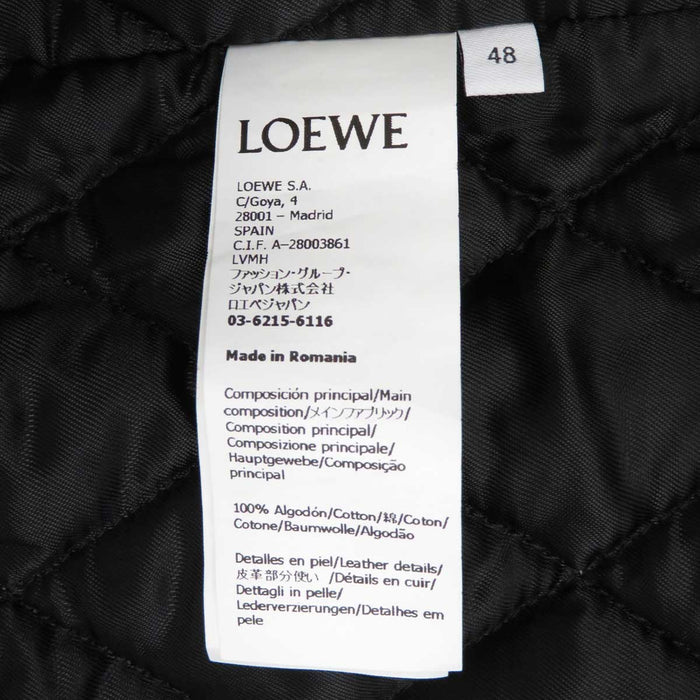 48
LOEWE
LOEWE S.A.
C/Goya, 4
28001 – Madrid
SPAIN
C.I.F. A-28003861
LVMH
ファッション・グループ・
ジャパン株式会社
ロエベジャパン
03-6215-6116
Made in Romania
Composición principal/Main
composition/メインファブリック/
Composition principal/
Composizione principale/
Hauptgewebe/Composição
principal
100% Algodón/Cotton/綿/Coton/
Cotone/Baumwolle/Algodão
Detalles en piel/Leather details/
皮革部分使い /Détails en cuir/
Dettagli in pelle/
Lederverzierungen/Detalhes em
pele